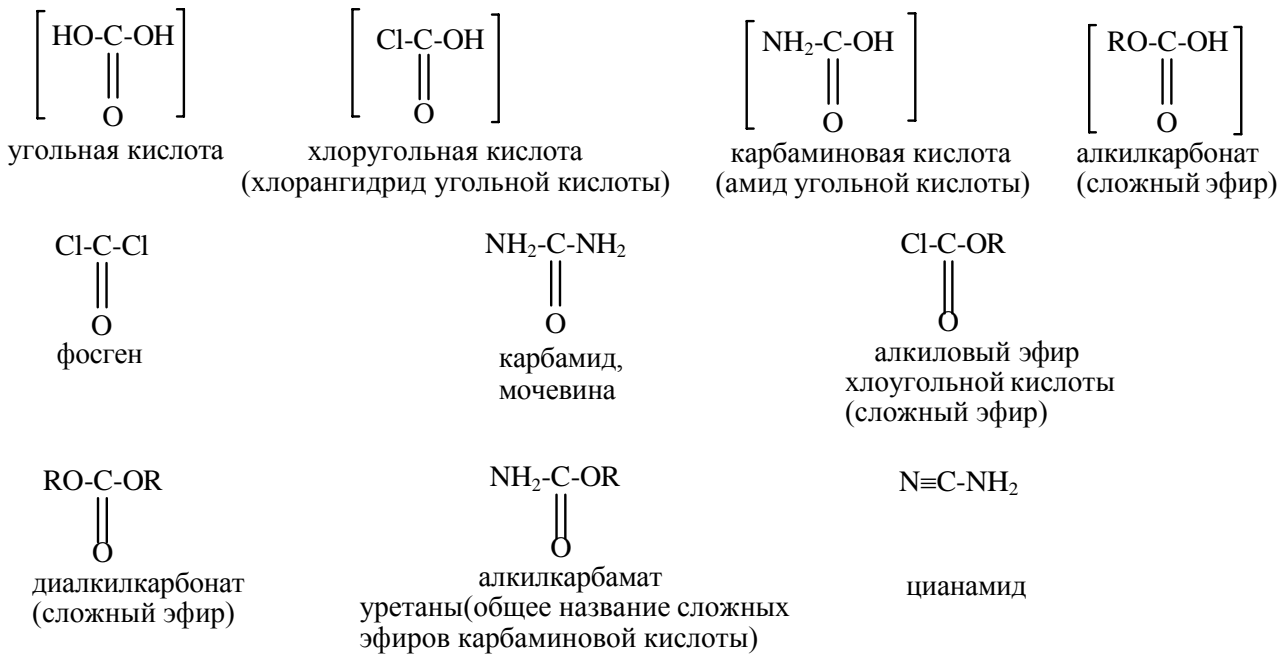 HO-C-OH
O
угольная кислота
Cl-C-OH
O
хлоругольная кислота
(хлорангидрид угольной кислоты)
NH₂-C-OH
O
карбаминовая кислота
(амид угольной кислоты)
RO-C-OH
O
алкилкарбонат
(сложный эфир)
Cl-C-Cl
O
фосген
NH₂-C-NH₂
O
карбамид,
мочевина
Cl-C-OR
O
алкиловый эфир
хлоугольной кислоты
(сложный эфир)
RO-C-OR
O
диалкилкарбонат
(сложный эфир)
NH₂-C-OR
O
алкилкарбамат
уретаны(общее название сложных
эфиров карбаминовой кислоты)
N≡C-NH₂
цианамид